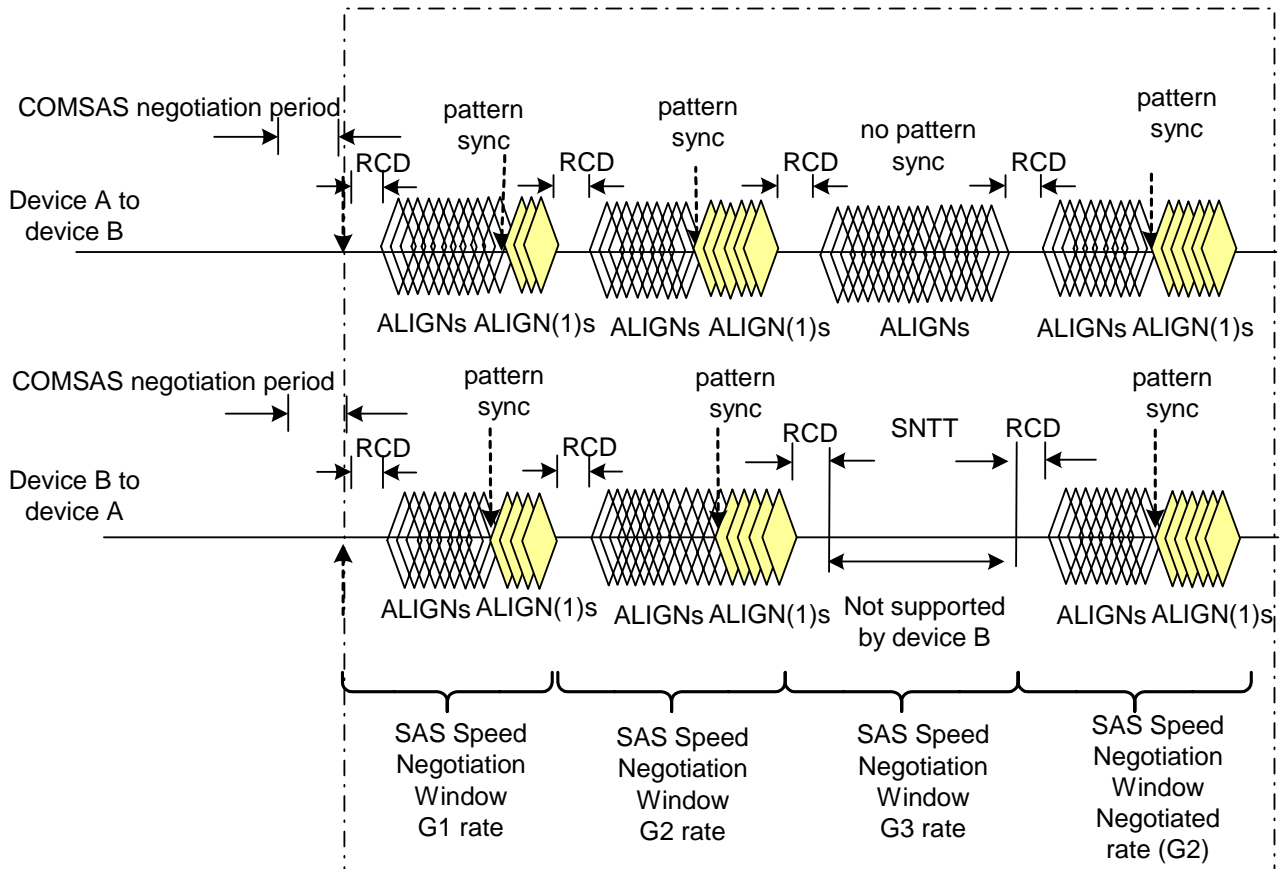 COMSAS negotiation period
pattern
sync
pattern
sync
no pattern
sync
pattern
sync
RCD
RCD
RCD
RCD
Device A to
device B
ALIGNs ALIGN(1)s
ALIGNs ALIGN(1)s
ALIGNs
ALIGNs ALIGN(1)s
COMSAS negotiation period
pattern
sync
pattern
sync
pattern
sync
RCD
RCD
RCD
SNTT
RCD
Device B to
device A
ALIGNs ALIGN(1)s
ALIGNs ALIGN(1)s
Not supported
by device B
ALIGNs ALIGN(1)s
SAS Speed
Negotiation
Window
G1 rate
SAS Speed
Negotiation
Window
G2 rate
SAS Speed
Negotiation
Window
G3 rate
SAS Speed
Negotiation
Window
Negotiated
rate (G2)